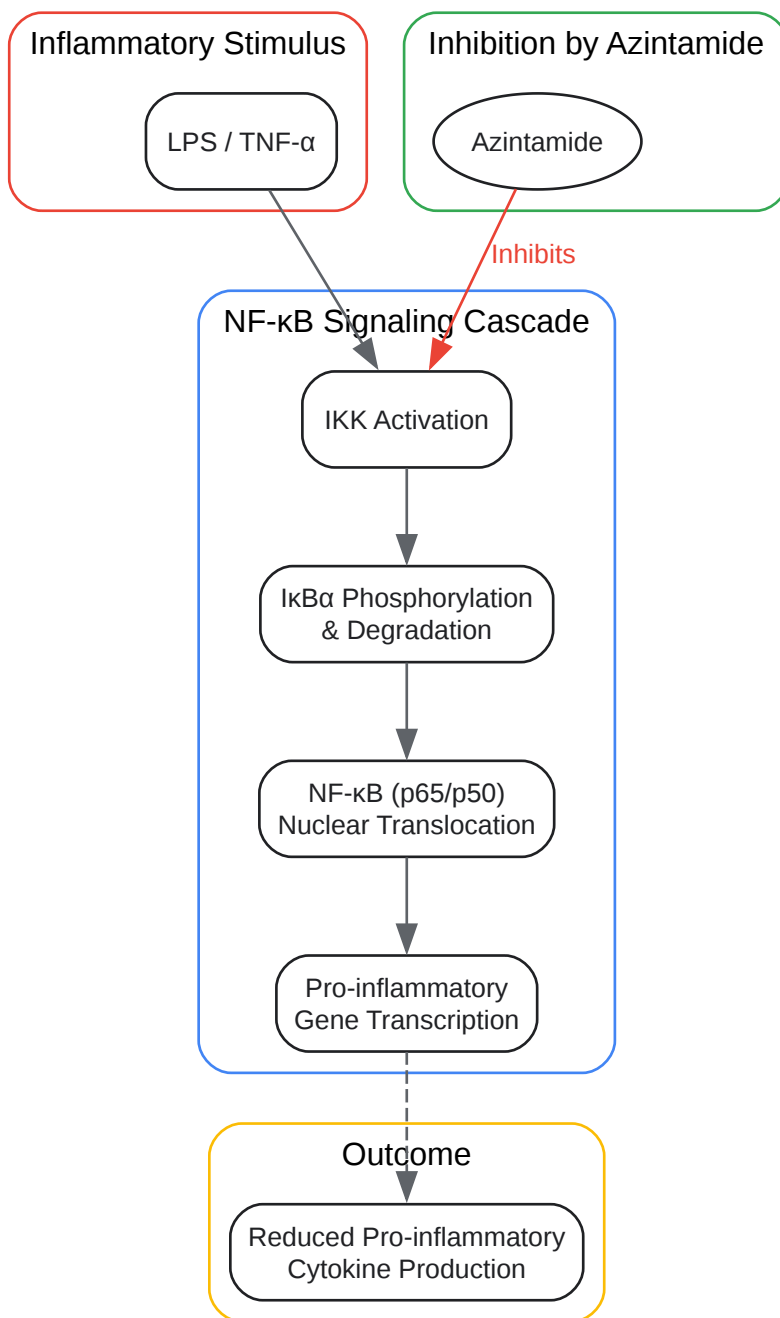 Inflammatory Stimulus
Inhibition by Azintamide
LPS / TNF-α
Azintamide
Inhibits
NF-κB Signaling Cascade
IKK Activation
IκBα Phosphorylation
& Degradation
NF-κB (p65/p50)
Nuclear Translocation
Pro-inflammatory
Gene Transcription
Outcome
Reduced Pro-inflammatory
Cytokine Production